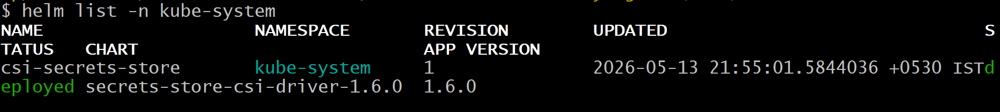 $ helm list -n kube-system
NAME                    NAMESPACE       REVISION        UPDATED                                 S
TATUS   CHART                           APP VERSION
csi-secrets-store       kube-system     1               2026-05-13 21:55:01.5844036 +0530 ISTd
eployed secrets-store-csi-driver-1.6.0  1.6.0